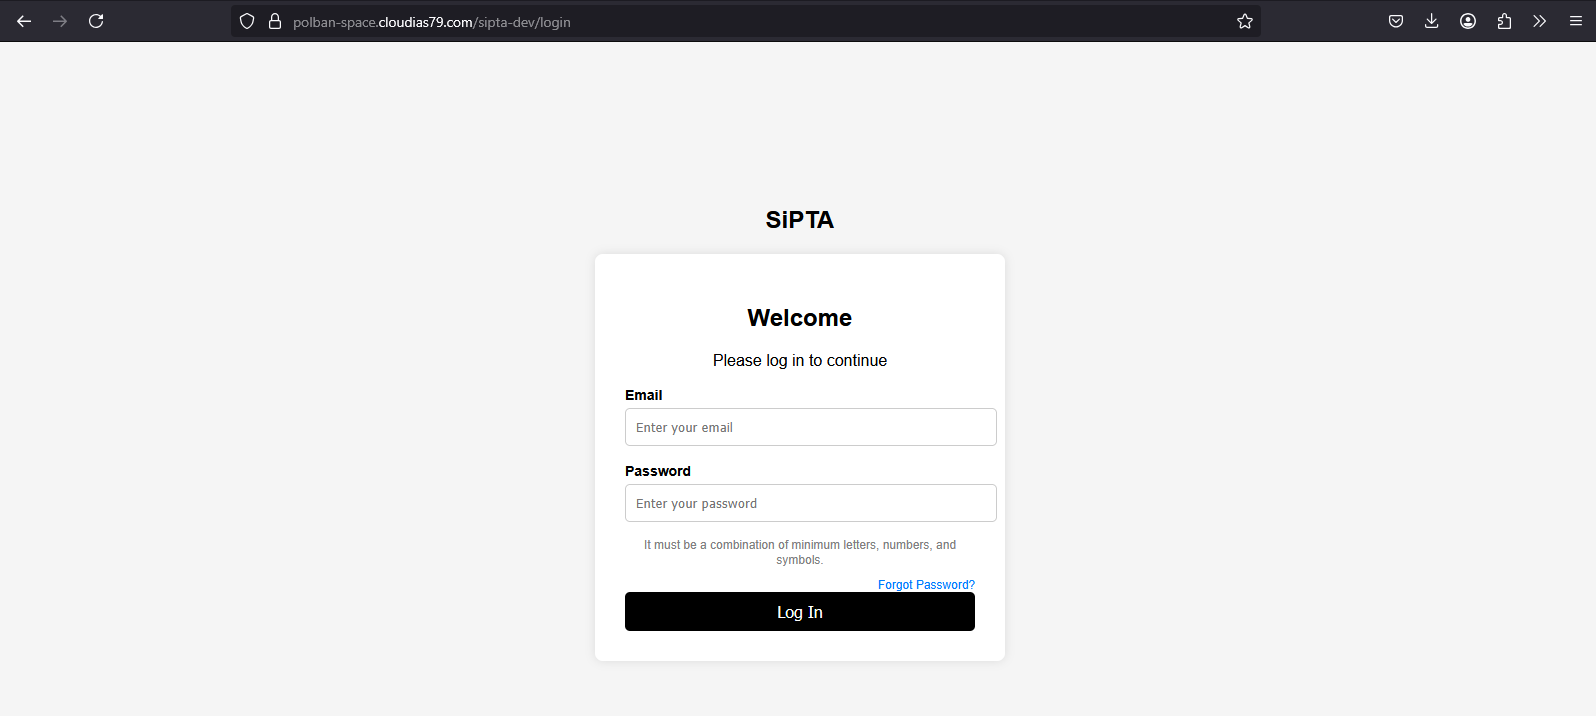 polban-space.cloudias79.com/sipta-dev/login
SiPTA
Welcome
Please log in to continue
Email
Enter your email
Password
Enter your password
It must be a combination of minimum letters, numbers, and
symbols.
Forgot Password?
Log In